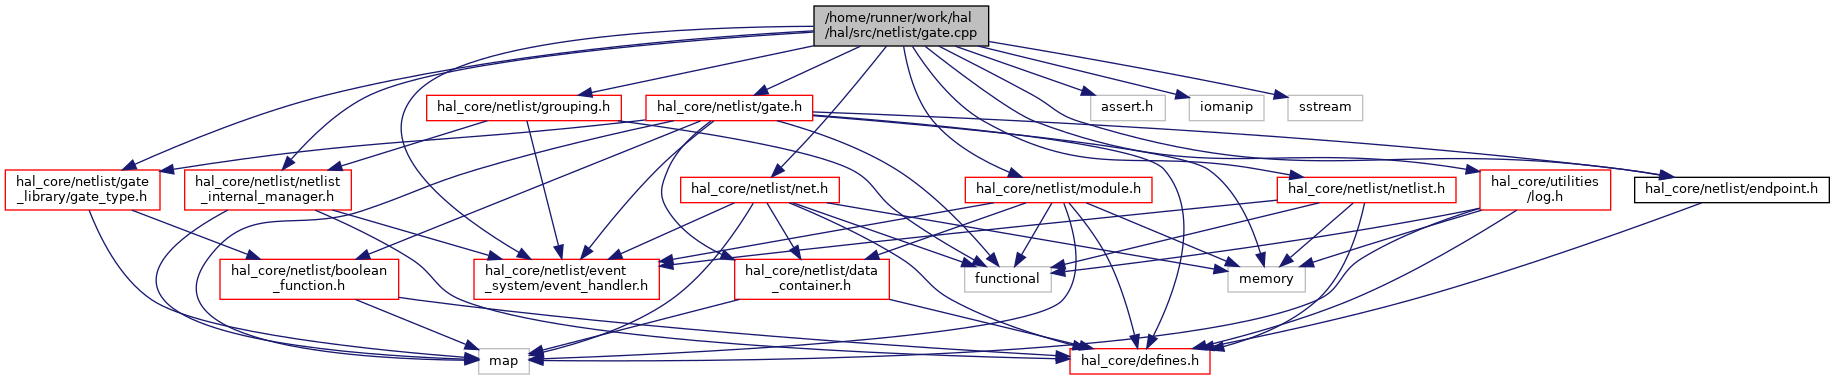 /home/runner/work/hal
/hal/src/netlist/gate.cpp
hal_core/netlist/grouping.h
hal_core/netlist/gate.h
assert.h
iomanip
sstream
hal_core/netlist/gate
_library/gate_type.h
hal_core/netlist/netlist
_internal_manager.h
hal_core/netlist/net.h
hal_core/netlist/module.h
hal_core/netlist/netlist.h
hal_core/utilities
/log.h
hal_core/netlist/endpoint.h
hal_core/netlist/boolean
_function.h
hal_core/netlist/event
_system/event_handler.h
hal_core/netlist/data
_container.h
functional
memory
map
hal_core/defines.h